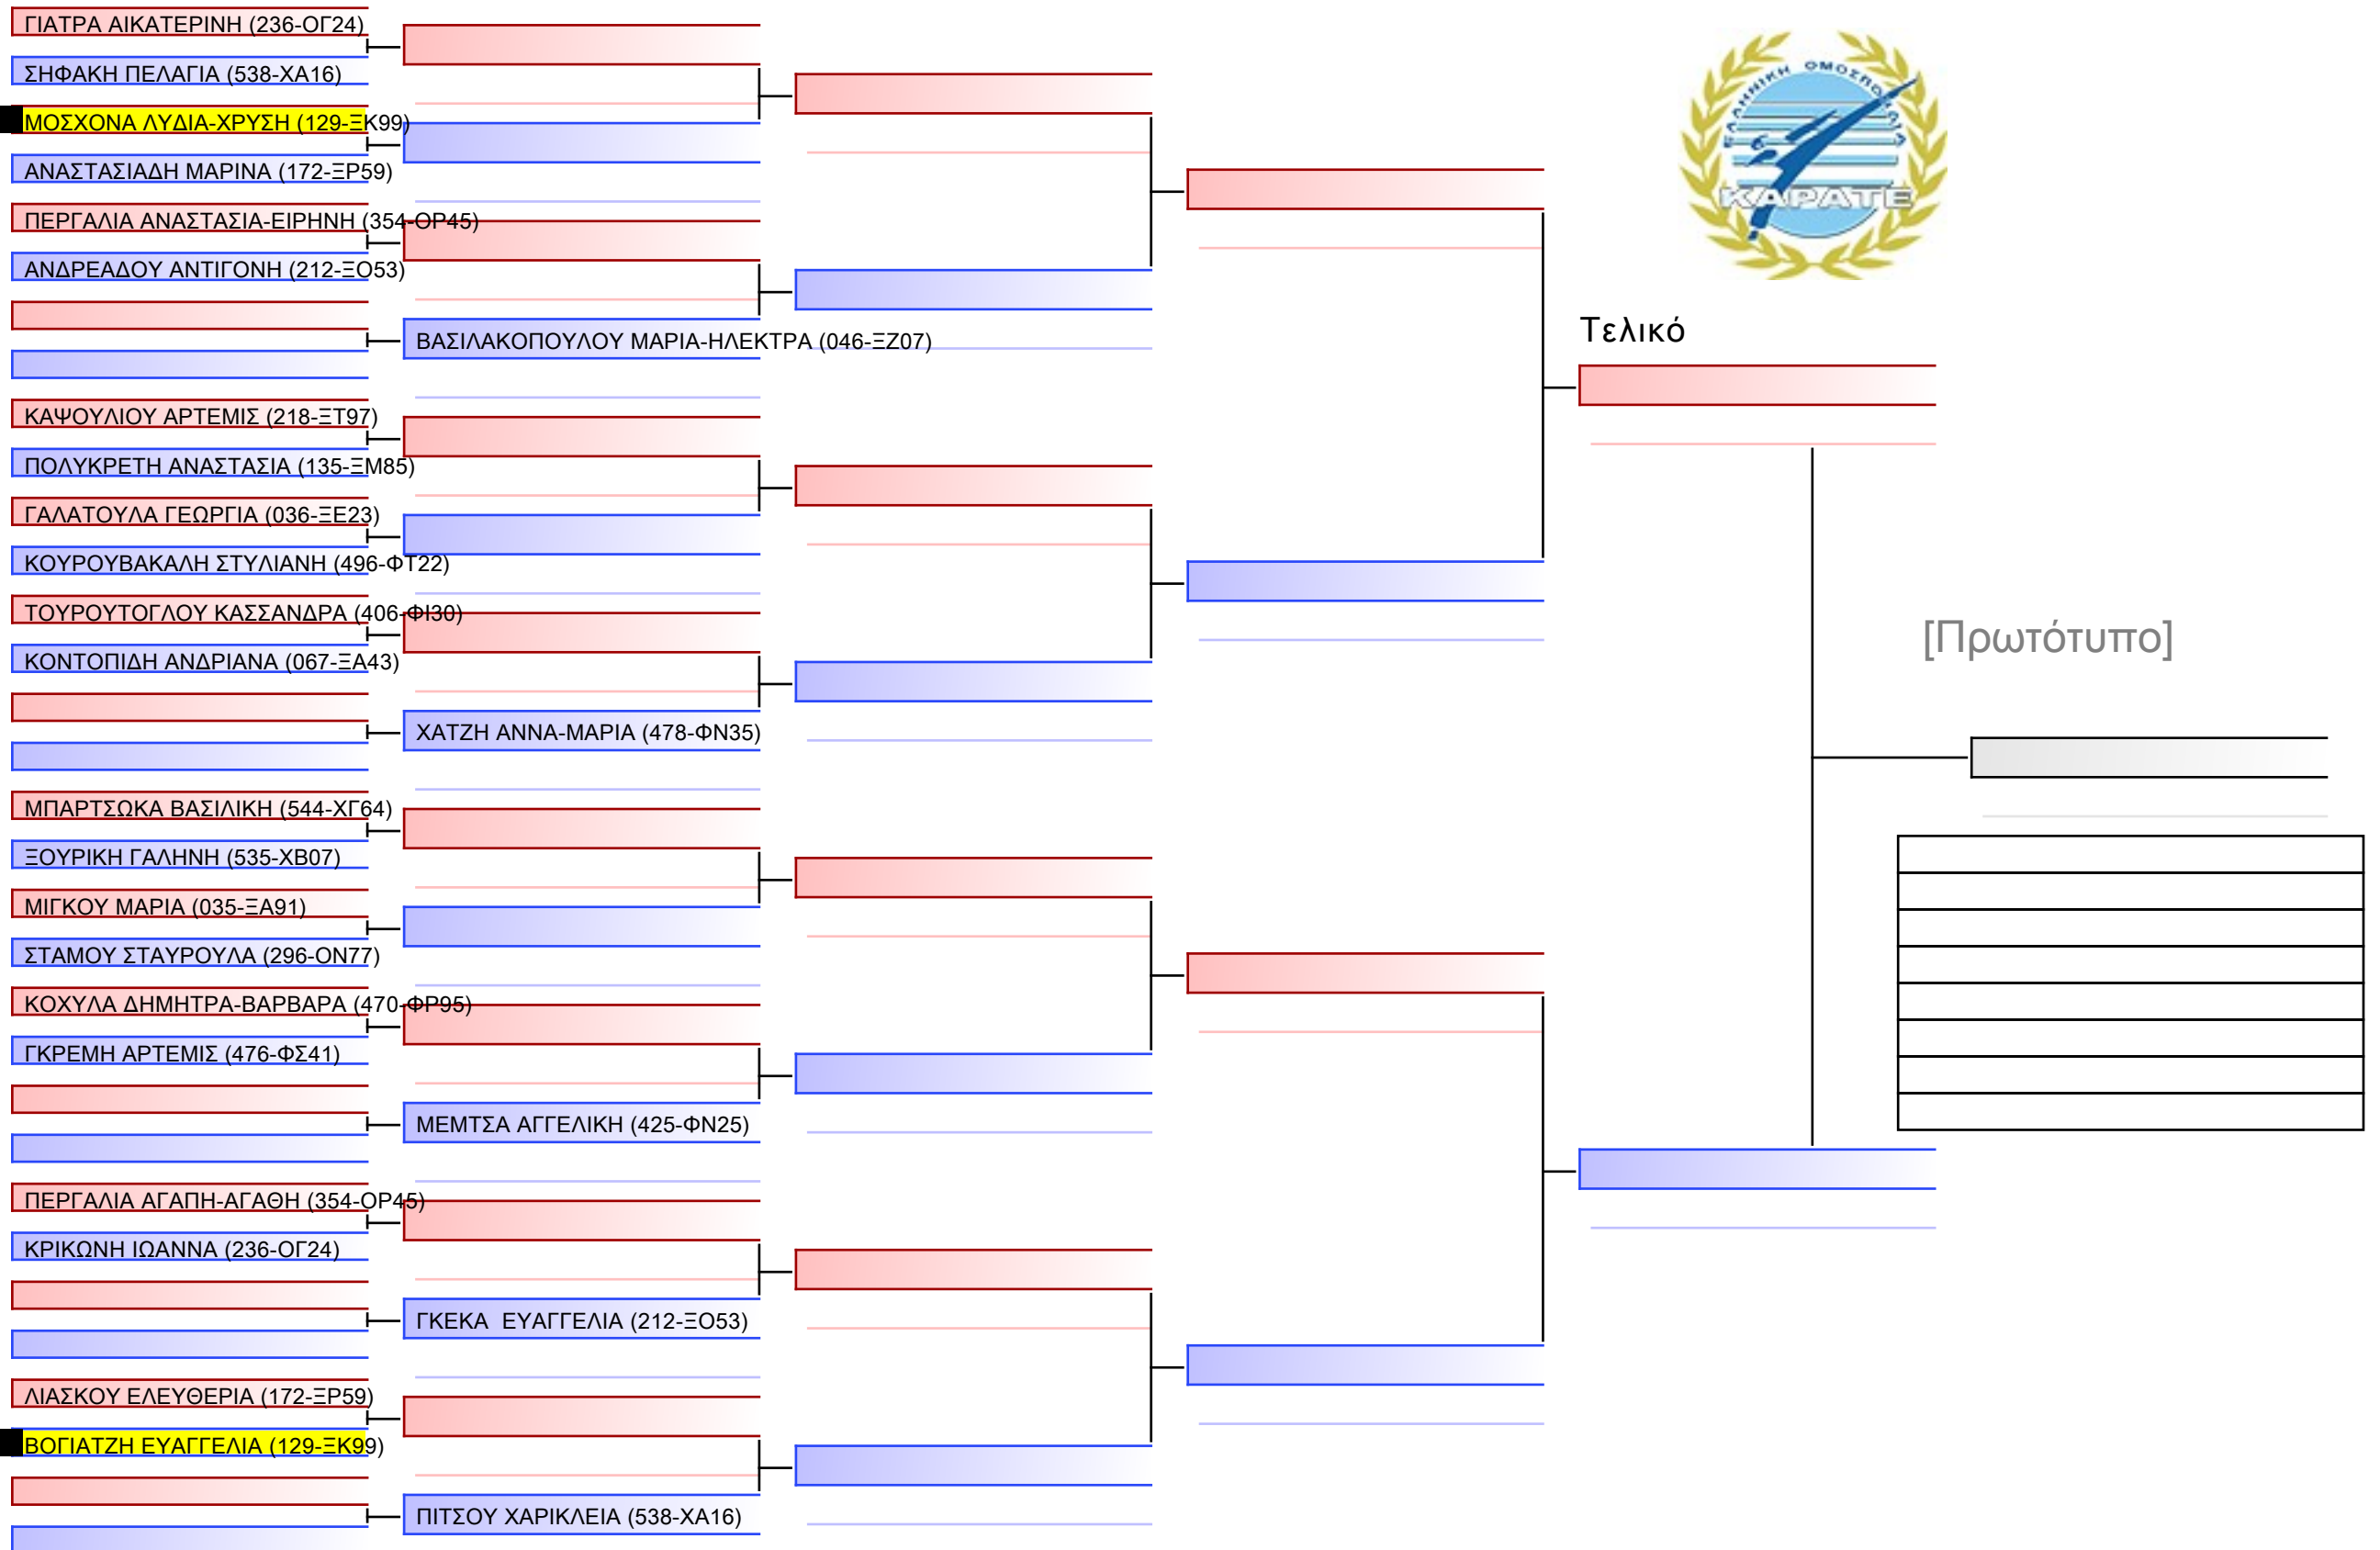 ΓΙΑΤΡΑ ΑΙΚΑΤΕΡΙΝΗ (236-ΟΓ24)
ΣΗΦΑΚΗ ΠΕΛΑΓΙΑ (538-ΧΑ16)
ΜΟΣΧΟΝΑ ΛΥΔΙΑ-ΧΡΥΣΗ (129-ΞΚ99)
ΑΝΑΣΤΑΣΙΑΔΗ ΜΑΡΙΝΑ (172-ΞΡ59)
ΠΕΡΓΑΛΙΑ ΑΝΑΣΤΑΣΙΑ-ΕΙΡΗΝΗ (354-ΟΡ45)
ΑΝΔΡΕΑΔΟΥ ΑΝΤΙΓΟΝΗ (212-ΞΟ53)
ΒΑΣΙΛΑΚΟΠΟΥΛΟΥ ΜΑΡΙΑ-ΗΛΕΚΤΡΑ (046-ΞΖ07)
ΚΑΨΟΥΛΙΟΥ ΑΡΤΕΜΙΣ (218-ΞΤ97)
ΠΟΛΥΚΡΕΤΗ ΑΝΑΣΤΑΣΙΑ (135-ΞΜ85)
ΓΑΛΑΤΟΥΛΑ ΓΕΩΡΓΙΑ (036-ΞΕ23)
ΚΟΥΡΟΥΒΑΚΑΛΗ ΣΤΥΛΙΑΝΗ (496-ΦΤ22)
ΤΟΥΡΟΥΤΟΓΛΟΥ ΚΑΣΣΑΝΔΡΑ (406-ΦΙ30)
ΚΟΝΤΟΠΙΔΗ ΑΝΔΡΙΑΝΑ (067-ΞΑ43)
ΧΑΤΖΗ ΑΝΝΑ-ΜΑΡΙΑ (478-ΦΝ35)
ΜΠΑΡΤΣΩΚΑ ΒΑΣΙΛΙΚΗ (544-ΧΓ64)
ΞΟΥΡΙΚΗ ΓΑΛΗΝΗ (535-ΧΒ07)
ΜΙΓΚΟΥ ΜΑΡΙΑ (035-ΞΑ91)
ΣΤΑΜΟΥ ΣΤΑΥΡΟΥΛΑ (296-ΟΝ77)
ΚΟΧΥΛΑ ΔΗΜΗΤΡΑ-ΒΑΡΒΑΡΑ (470-ΦΡ95)
ΓΚΡΕΜΗ ΑΡΤΕΜΙΣ (476-ΦΣ41)
ΜΕΜΤΣΑ ΑΓΓΕΛΙΚΗ (425-ΦΝ25)
ΠΕΡΓΑΛΙΑ ΑΓΑΠΗ-ΑΓΑΘΗ (354-ΟΡ45)
ΚΡΙΚΩΝΗ ΙΩΑΝΝΑ (236-ΟΓ24)
ΓΚΕΚΑ ΕΥΑΓΓΕΛΙΑ (212-ΞΟ53)
ΛΙΑΣΚΟΥ ΕΛΕΥΘΕΡΙΑ (172-ΞΡ59)
ΒΟΓΙΑΤΖΗ ΕΥΑΓΓΕΛΙΑ (129-ΞΚ99)
ΠΙΤΣΟΥ ΧΑΡΙΚΛΕΙΑ (538-ΧΑ16)
ΕΛΛΗΝΙΚΗ ΟΜΟΣΠΟΝΔΙΑ
ΚΑΡΑΤΕ
Τελικό
[Πρωτότυπο]